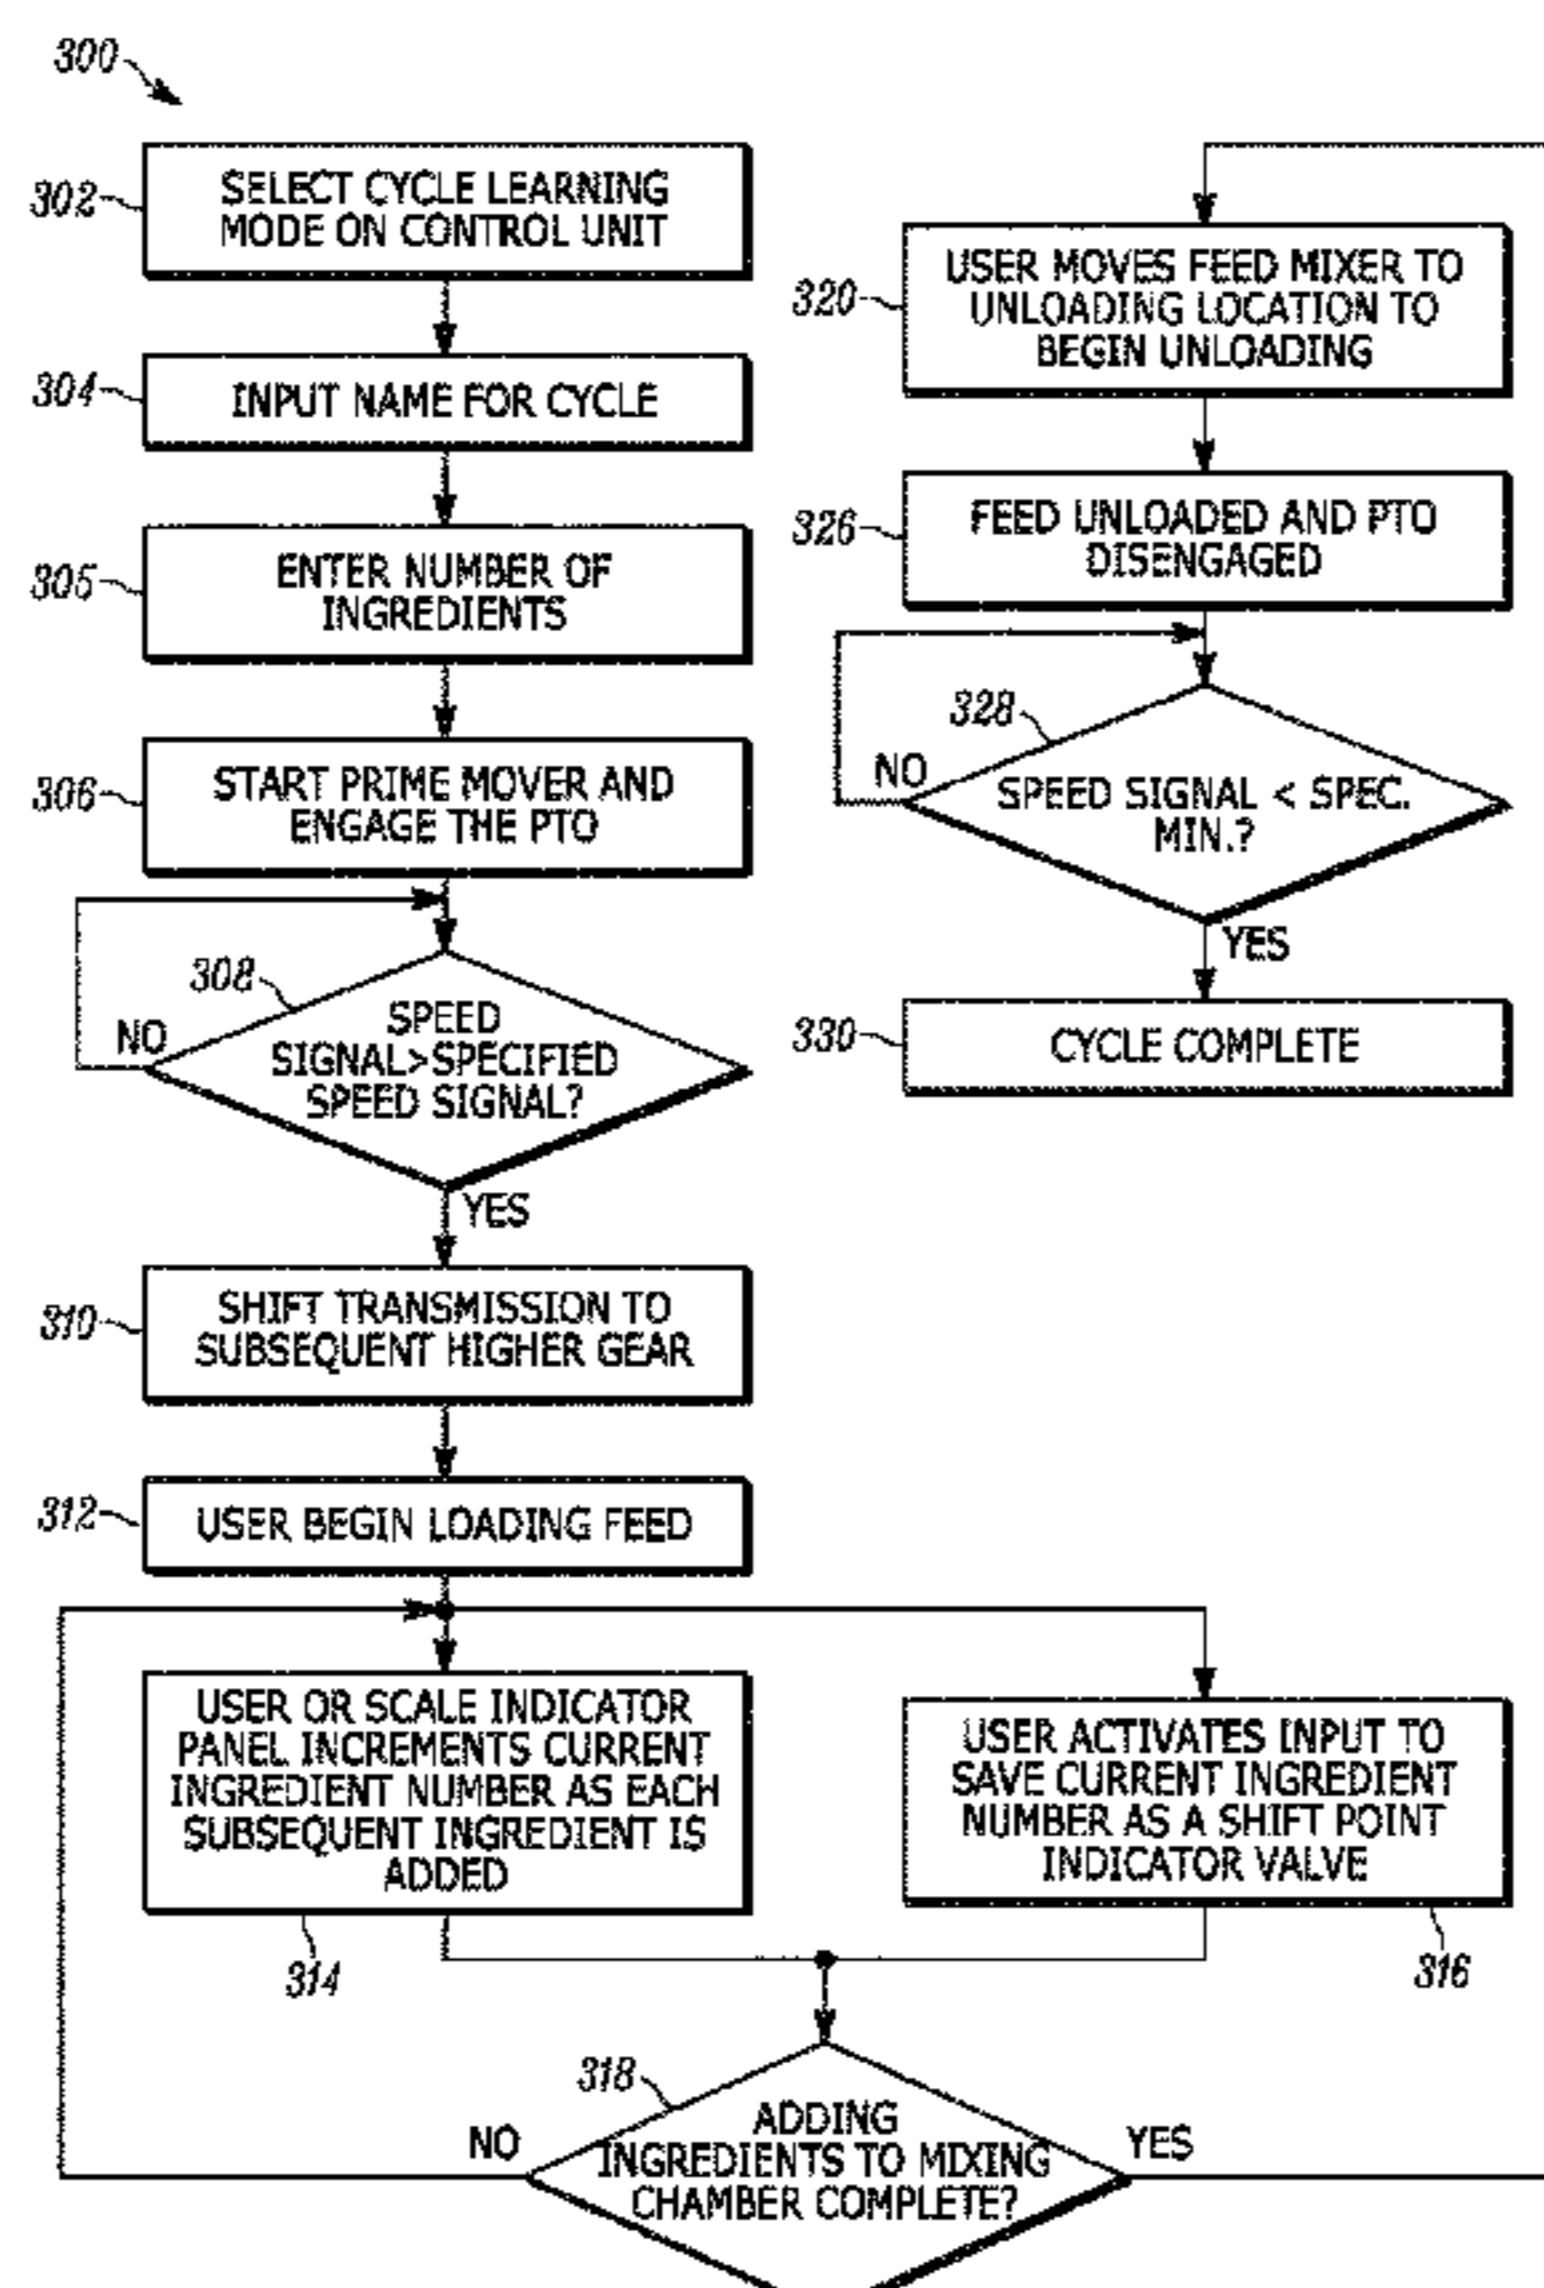 300
302
SELECT CYCLE LEARNING
MODE ON CONTROL UNIT
304
INPUT NAME FOR CYCLE
305
ENTER NUMBER OF
INGREDIENTS
306
START PRIME MOVER AND
ENGAGE THE PTO
308
NO
SPEED
SIGNAL>SPECIFIED
SPEED SIGNAL?
YES
310
SHIFT TRANSMISSION TO
SUBSEQUENT HIGHER GEAR
312
USER BEGIN LOADING FEED
USER OR SCALE INDICATOR
PANEL INCREMENTS CURRENT
INGREDIENT NUMBER AS EACH
SUBSEQUENT INGREDIENT IS
ADDED
314
USER ACTIVATES INPUT TO
SAVE CURRENT INGREDIENT
NUMBER AS A SHIFT POINT
INDICATOR VALVE
316
318
NO
ADDING
INGREDIENTS TO MIXING
CHAMBER COMPLETE?
YES
320
USER MOVES FEED MIXER TO
UNLOADING LOCATION TO
BEGIN UNLOADING
326
FEED UNLOADED AND PTO
DISENGAGED
328
NO
SPEED SIGNAL < SPEC.
MIN.?
YES
330
CYCLE COMPLETE